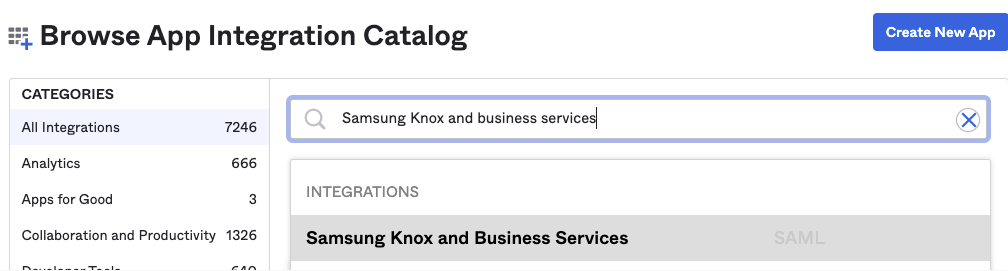 Browse App Integration Catalog
Create New App
CATEGORIES
All Integrations 7246
Analytics 666
Apps for Good 3
Collaboration and Productivity 1326
Developer Tools 640
Samsung Knox and business services
INTEGRATIONS
Samsung Knox and Business Services SAML